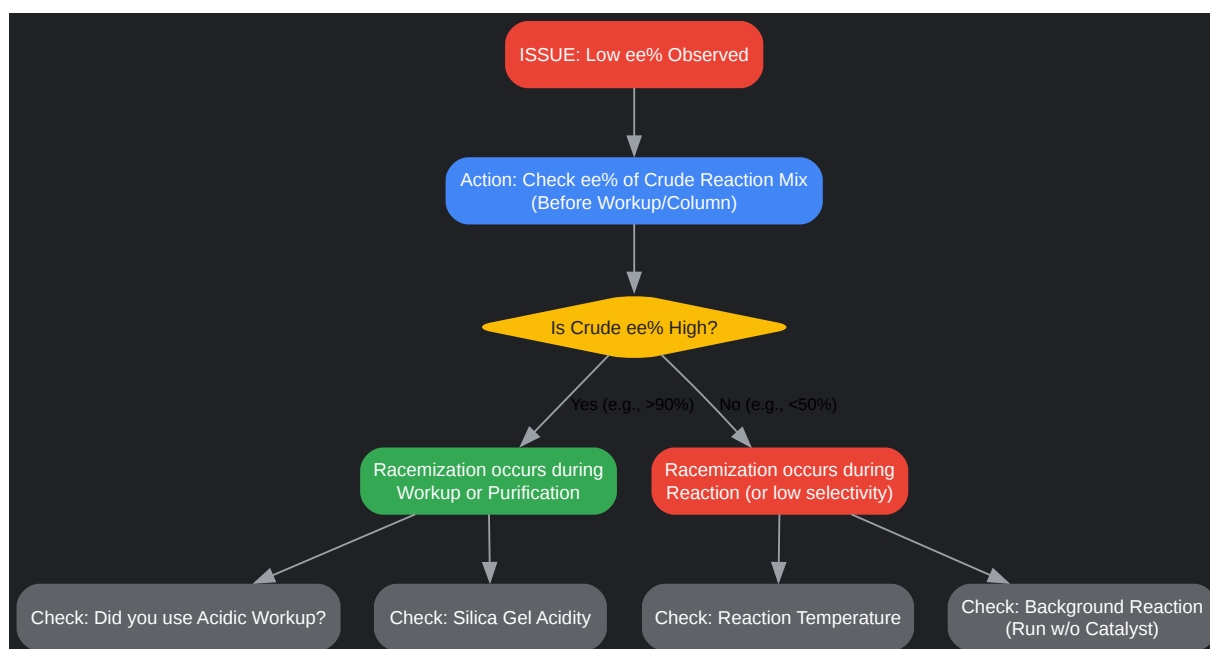 ISSUE: Low ee% Observed
Action: Check ee% of Crude Reaction Mix
(Before Workup/Column)
Is Crude ee% High?
Yes (e.g., >90%)
No (e.g., <50%)
Racemization occurs during
Workup or Purification
Racemization occurs during
Reaction (or low selectivity)
Check: Did you use Acidic Workup?
Check: Silica Gel Acidity
Check: Reaction Temperature
Check: Background Reaction
(Run w/o Catalyst)